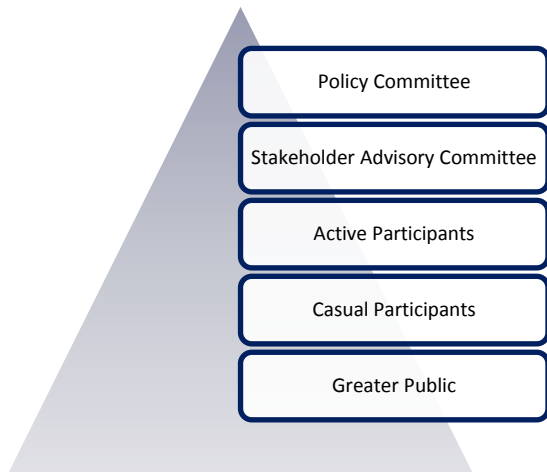 Policy Committee
Stakeholder Advisory Committee
Active Participants
Casual Participants
Greater Public